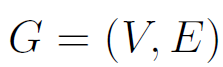 G = (V, E)